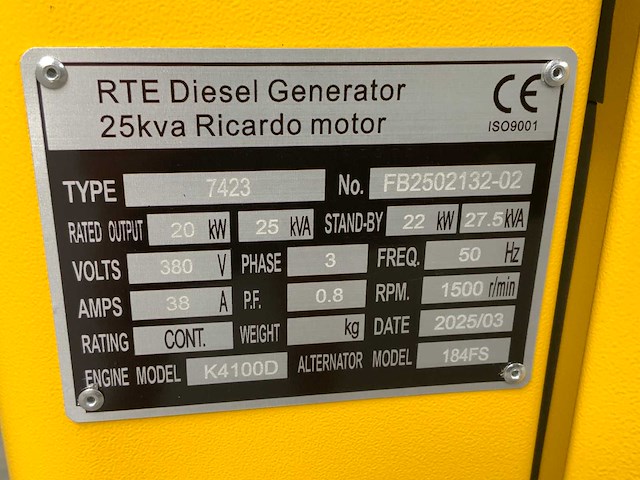 RTE Diesel Generator
25kva Ricardo motor
CE
ISO9001
TYPE 7423 No. FB2502132-02
RATED OUTPUT 20 kW 25 kVA STAND-BY 22 kW 27.5kVA
VOLTS 380 V PHASE 3 FREQ. 50 Hz
AMPS 38 A P.F. 0.8 RPM. 1500 r/min
RATING CONT. WEIGHT kg DATE 2025/03
ENGINE MODEL K4100D ALTERNATOR MODEL 184FS